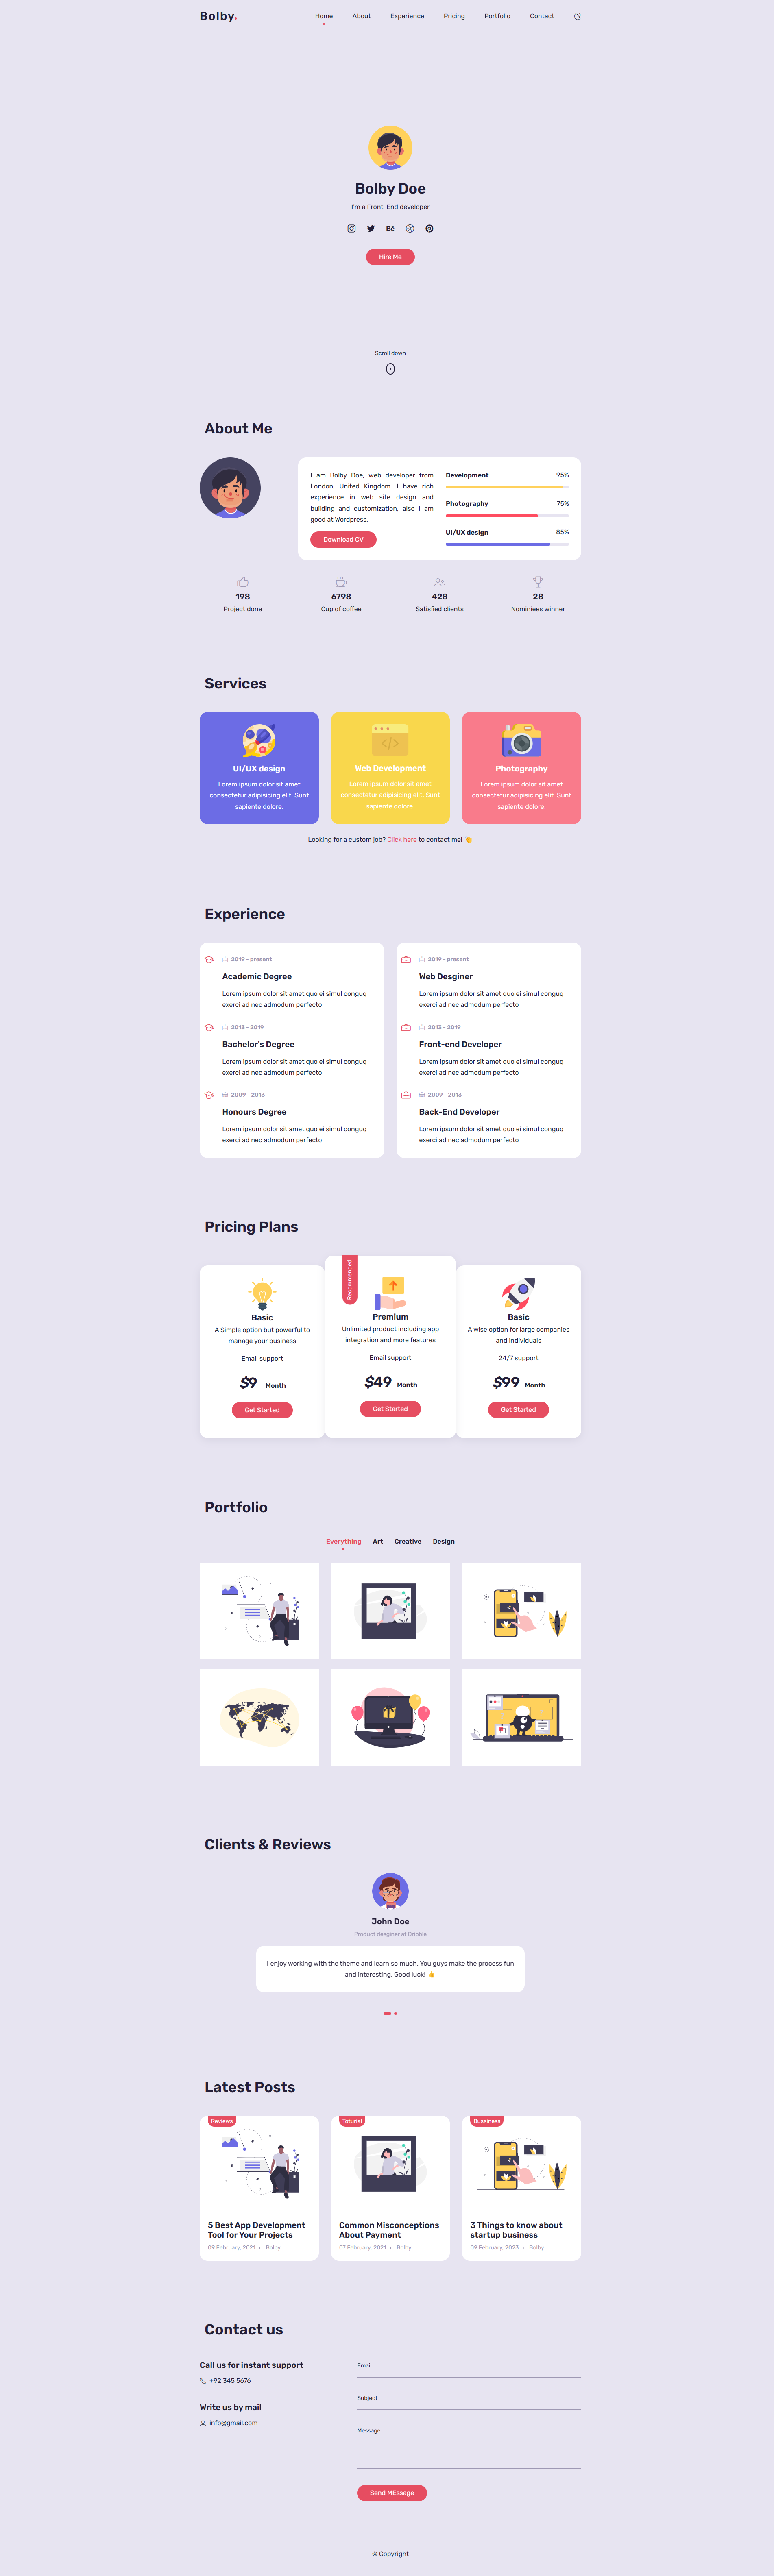 Bolby.
Home About Experience Pricing Portfolio Contact
Bolby Doe
I'm a Front-End developer
Bē
Hire Me
Scroll down
About Me
I am Bolby Doe, web developer from
London, United Kingdom. I have rich
experience in web site design and
building and customization, also I am
good at Wordpress.
Download CV
Development 95%
Photography 75%
UI/UX design 85%
198
Project done
6798
Cup of coffee
428
Satisfied clients
28
Nominiees winner
Services
UI/UX design
Lorem ipsum dolor sit amet
consectetur adipisicing elit. Sunt
sapiente dolore.
Web Development
Lorem ipsum dolor sit amet
consectetur adipisicing elit. Sunt
sapiente dolore.
Photography
Lorem ipsum dolor sit amet
consectetur adipisicing elit. Sunt
sapiente dolore.
Looking for a custom job? Click here to contact me! 👋
Experience
2019 - present
Academic Degree
Lorem ipsum dolor sit amet quo ei simul conguq
exerci ad nec admodum perfecto
2013 - 2019
Bachelor's Degree
Lorem ipsum dolor sit amet quo ei simul conguq
exerci ad nec admodum perfecto
2009 - 2013
Honours Degree
Lorem ipsum dolor sit amet quo ei simul conguq
exerci ad nec admodum perfecto
2019 - present
Web Desginer
Lorem ipsum dolor sit amet quo ei simul conguq
exerci ad nec admodum perfecto
2013 - 2019
Front-end Developer
Lorem ipsum dolor sit amet quo ei simul conguq
exerci ad nec admodum perfecto
2009 - 2013
Back-End Developer
Lorem ipsum dolor sit amet quo ei simul conguq
exerci ad nec admodum perfecto
Pricing Plans
Basic
A Simple option but powerful to
manage your business
Email support
$9 Month
Get Started
Recommended
Premium
Unlimited product including app
integration and more features
Email support
$49 Month
Get Started
Basic
A wise option for large companies
and individuals
24/7 support
$99 Month
Get Started
Portfolio
Everything Art Creative Design
Clients & Reviews
John Doe
Product desginer at Dribble
I enjoy working with the theme and learn so much. You guys make the process fun
and interesting. Good luck! 👍
Latest Posts
Reviews
5 Best App Development
Tool for Your Projects
09 February, 2021 • Bolby
Toturial
Common Misconceptions
About Payment
07 February, 2021 • Bolby
Bussiness
3 Things to know about
startup business
09 February, 2023 • Bolby
Contact us
Call us for instant support
+92 345 5676
Write us by mail
info@gmail.com
Email
Subject
Message
Send MEssage
© Copyright